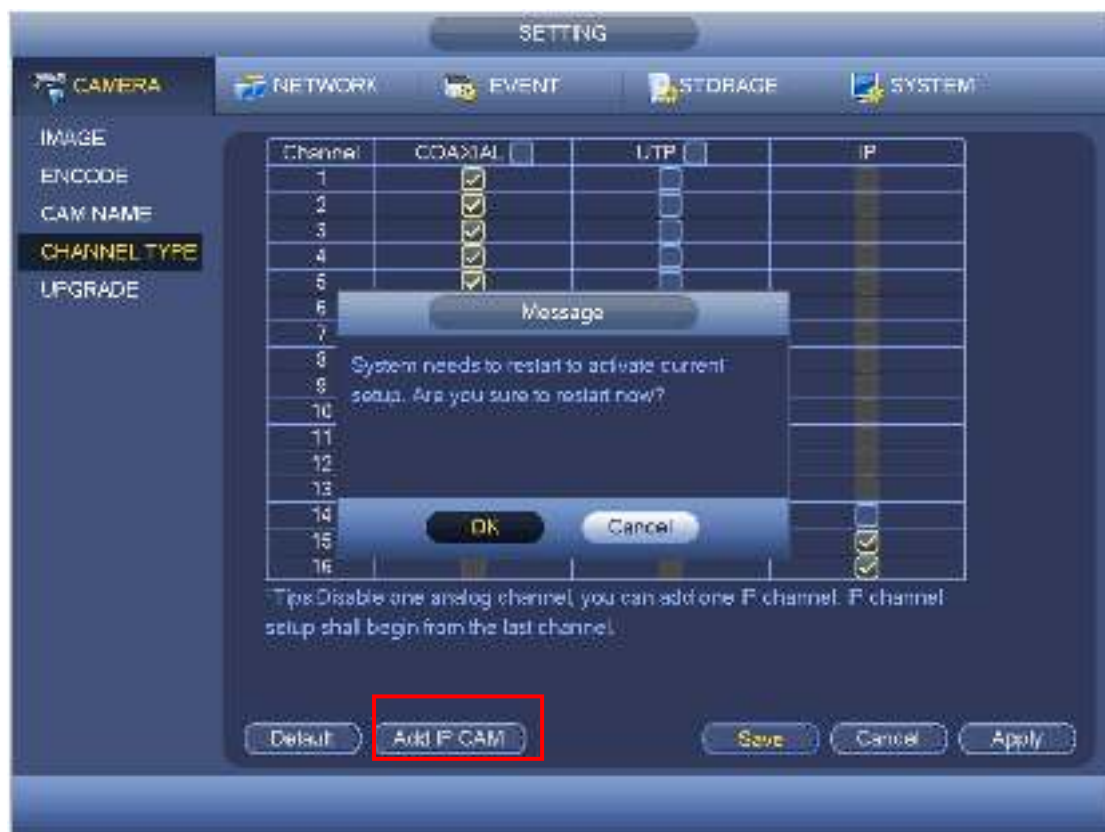 SETTING
CAMERA NETWORK EVENT STORAGE SYSTEM
IMAGE
ENCODE
CAM NAME
CHANNEL TYPE
UPGRADE
Channel COAXIAL UTP IP
1
2
3
4
5
6
7
8
9
10
11
12
13
14
15
16
Message
System needs to restart to activate current
setup. Are you sure to restart now?
OK Cancel
Tips:Disable one analog channel, you can add one IP channel. IP channel
setup shall begin from the last channel.
Default Add IP CAM Save Cancel Apply